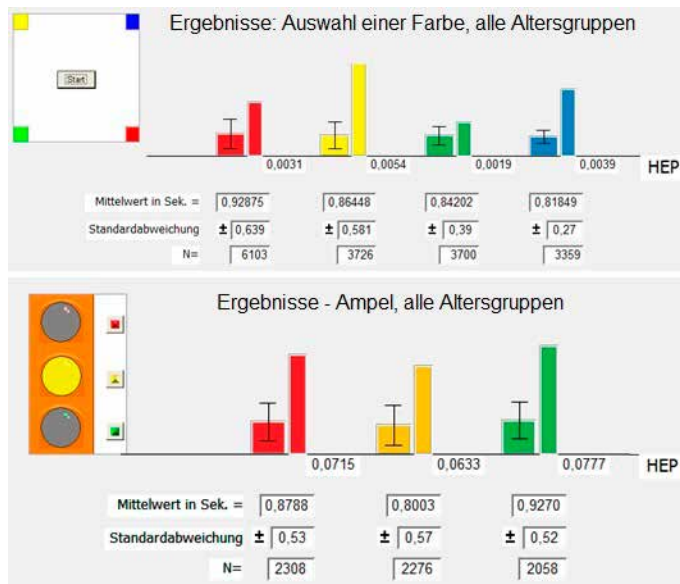 Ergebnisse: Auswahl einer Farbe, alle Altersgruppen
Start
0,0031 0,0054 0,0019 0,0039 HEP
Mittelwert in Sek. = 0,92875 0,86448 0,84202 0,81849
Standardabweichung ± 0,639 ± 0,581 ± 0,39 ± 0,27
N= 6103 3726 3700 3359
Ergebnisse - Ampel, alle Altersgruppen
0,0715 0,0633 0,0777 HEP
Mittelwert in Sek. = 0,8788 0,8003 0,9270
Standardabweichung ± 0,53 ± 0,57 ± 0,52
N= 2308 2276 2058